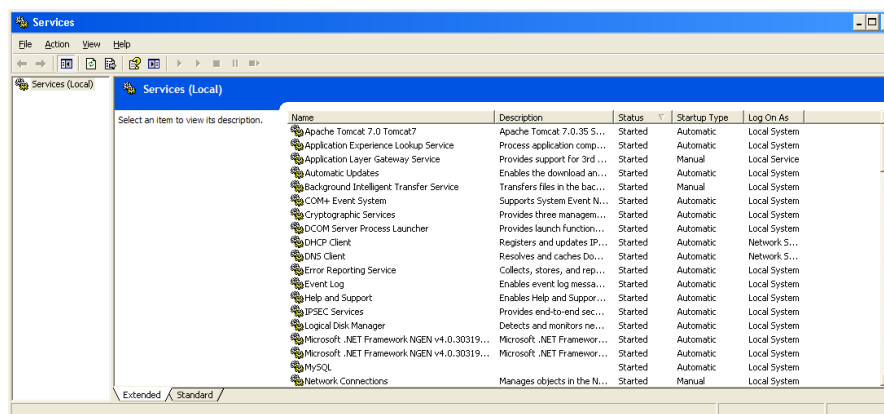 Services
File Action View Help
Services (Local)
Services (Local)
Select an item to view its description.
Name Description Status Startup Type Log On As
Apache Tomcat 7.0 Tomcat7 Apache Tomcat 7.0.35 S... Started Automatic Local System
Application Experience Lookup Service Process application comp... Started Automatic Local System
Application Layer Gateway Service Provides support for 3rd ... Started Manual Local Service
Automatic Updates Enables the download an... Started Automatic Local System
Background Intelligent Transfer Service Transfers files in the bac... Started Manual Local System
COM+ Event System Supports System Event N... Started Automatic Local System
Cryptographic Services Provides three managem... Started Automatic Local System
DCOM Server Process Launcher Provides launch function... Started Automatic Local System
DHCP Client Registers and updates IP... Started Automatic Network S...
DNS Client Resolves and caches Do... Started Automatic Network S...
Error Reporting Service Collects, stores, and rep... Started Automatic Local System
Event Log Enables event log messa... Started Automatic Local System
Help and Support Enables Help and Suppor... Started Automatic Local System
IPSEC Services Provides end-to-end sec... Started Automatic Local System
Logical Disk Manager Detects and monitors ne... Started Automatic Local System
Microsoft .NET Framework NGEN v4.0.30319... Microsoft .NET Framewor... Started Automatic Local System
Microsoft .NET Framework NGEN v4.0.30319... Microsoft .NET Framewor... Started Automatic Local System
MySQL Started Automatic Local System
Network Connections Manages objects in the N... Started Manual Local System
Extended Standard